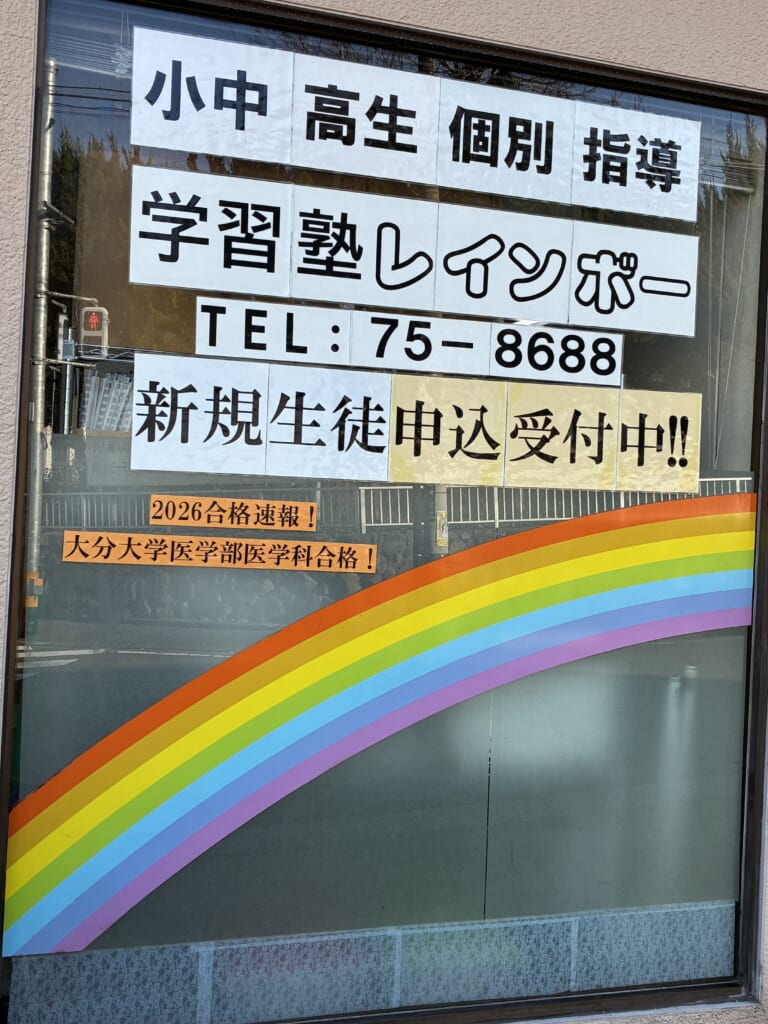 小中高生個別指導
学習塾レインボー
TEL：75－8688
新規生徒申込受付中!!
2026合格速報！
大分大学医学部医学科合格！